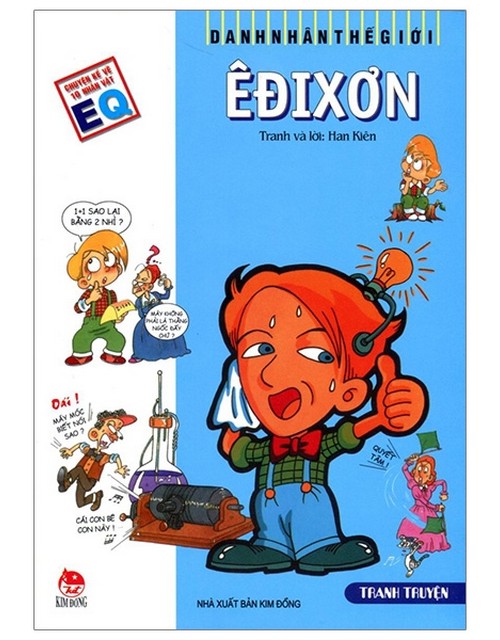 DANH NHÂN THẾ GIỚI
CHUYỆN KỂ VỀ
10 NHÂN VẬT
EQ
ÊĐIXƠN
Tranh và lời: Han Kiên
1+1 SAO LẠI
BẰNG 2 NHỈ ?
MÀY KHÔNG
PHẢI LÀ THẰNG
NGỐC ĐẤY
CHỨ ?
Oái !
MÁY MÓC
BIẾT NÓI
SAO ?
CÁI CON BÉ
CON NÀY !
QUYẾT
TÂM !
KIM ĐỒNG
NHÀ XUẤT BẢN KIM ĐỒNG
TRANH TRUYỆN